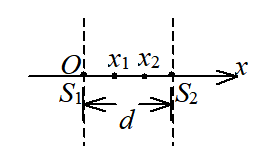 O x₁ x₂ x
S₁ S₂
d